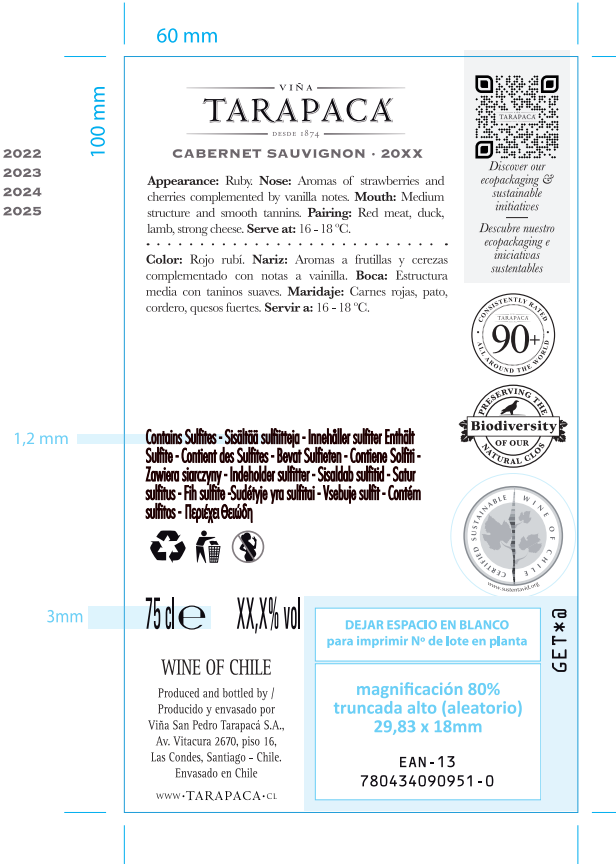 60 mm
100 mm
2022
2023
2024
2025
VIÑA
TARAPACÁ
DESDE 1874
CABERNET SAUVIGNON · 20XX
Appearance: Ruby. Nose: Aromas of strawberries and
cherries complemented by vanilla notes. Mouth: Medium
structure and smooth tannins. Pairing: Red meat, duck,
lamb, strong cheese. Serve at: 16 - 18 ºC.
Color: Rojo rubí. Nariz: Aromas a frutillas y cerezas
complementado con notas a vainilla. Boca: Estructura
media con taninos suaves. Maridaje: Carnes rojas, pato,
cordero, quesos fuertes. Servir a: 16 - 18 ºC.
TARAPACÁ
Discover our
ecopackaging &
sustainable
initiatives
Descubre nuestro
ecopackaging e
iniciativas
sustentables
CONSISTENTLY RATED
TARAPACÁ
90+
ALL AROUND THE WORLD
PRESERVING THE
Biodiversity
OF OUR
NATURAL CLOS
CERTIFIED SUSTAINABLE WINE OF CHILE
www.sustentavid.org
1,2 mm
Contains Sulfites - Sisältää sulfiitteja - Innehåller sulfiter Enthält
Sulfite - Contient des Sulfites - Bevat Sulfieten - Contiene Solfiti -
Zawiera siarczyny - Indeholder sulfitter - Sisaldab sulfitid - Satur
sulfitus - Fih sulfite -Sudėtyje yra sulfitai - Vsebuje sulfit - Contém
sulfitos - Περιέχει Θειώδη
3mm
75 cl e XX,X% vol
WINE OF CHILE
Produced and bottled by /
Producido y envasado por
Viña San Pedro Tarapacá S.A.,
Av. Vitacura 2670, piso 16,
Las Condes, Santiago – Chile.
Envasado en Chile
WWW·TARAPACA·CL
DEJAR ESPACIO EN BLANCO
para imprimir Nº de lote en planta
magnificación 80%
truncada alto (aleatorio)
29,83 x 18mm
EAN-13
780434090951-0
GET*a